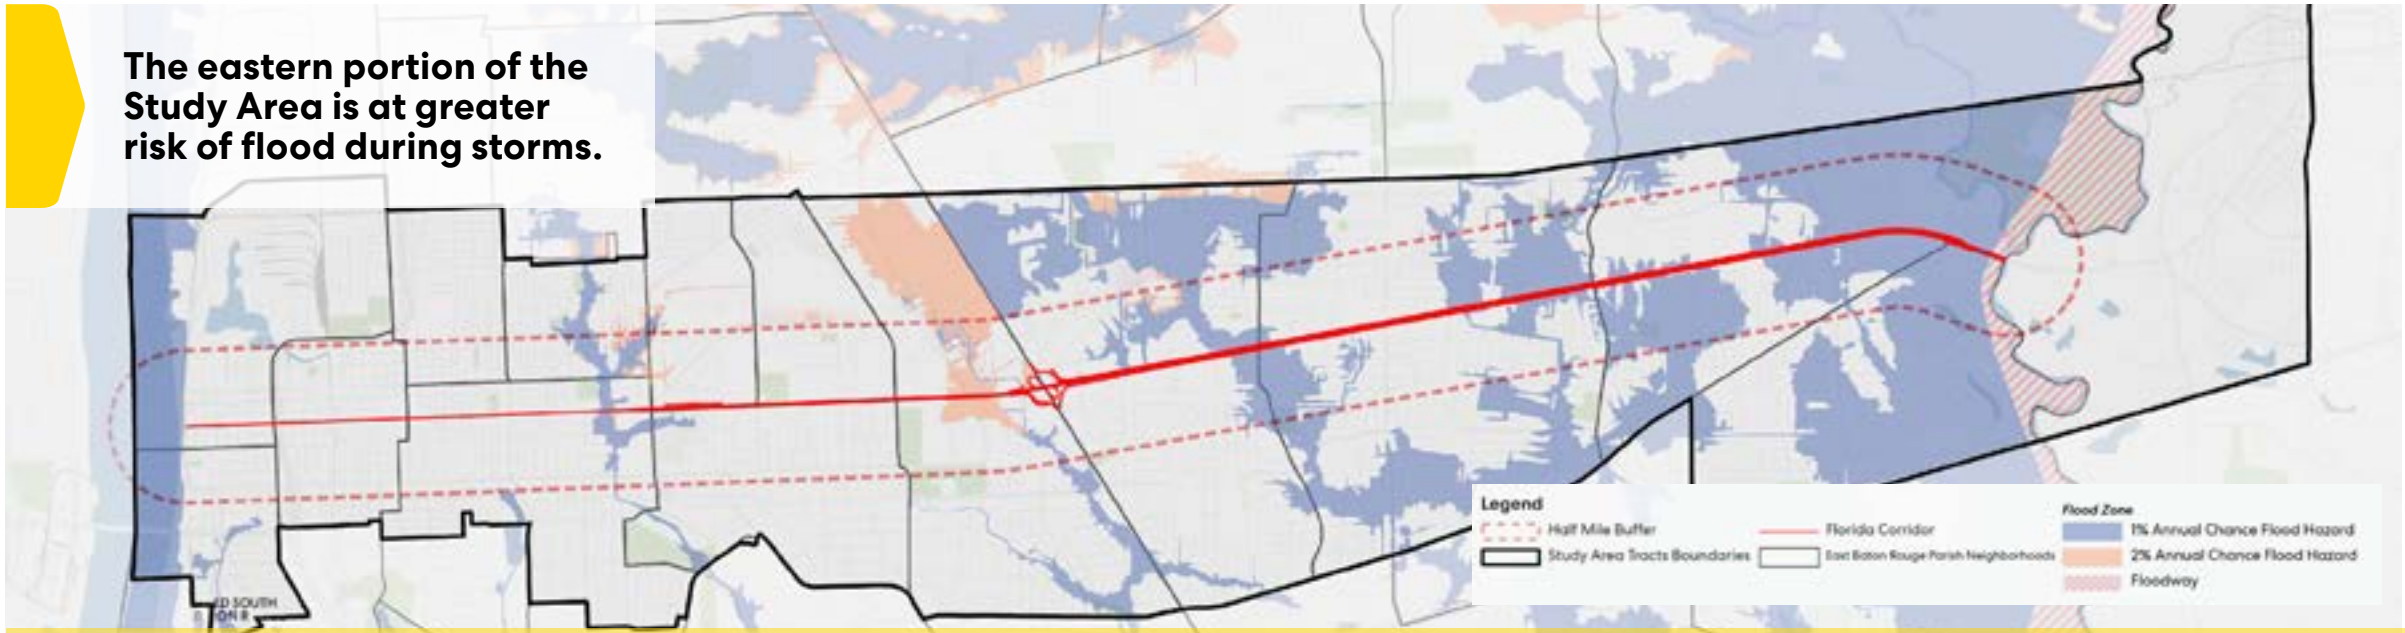 The eastern portion of the
Study Area is at greater
risk of flood during storms.
Legend
Half Mile Buffer
Study Area Tracts Boundaries
Florida Corridor
East Baton Rouge Parish Neighborhoods
Flood Zone
1% Annual Chance Flood Hazard
2% Annual Chance Flood Hazard
Floodway
SOUTH